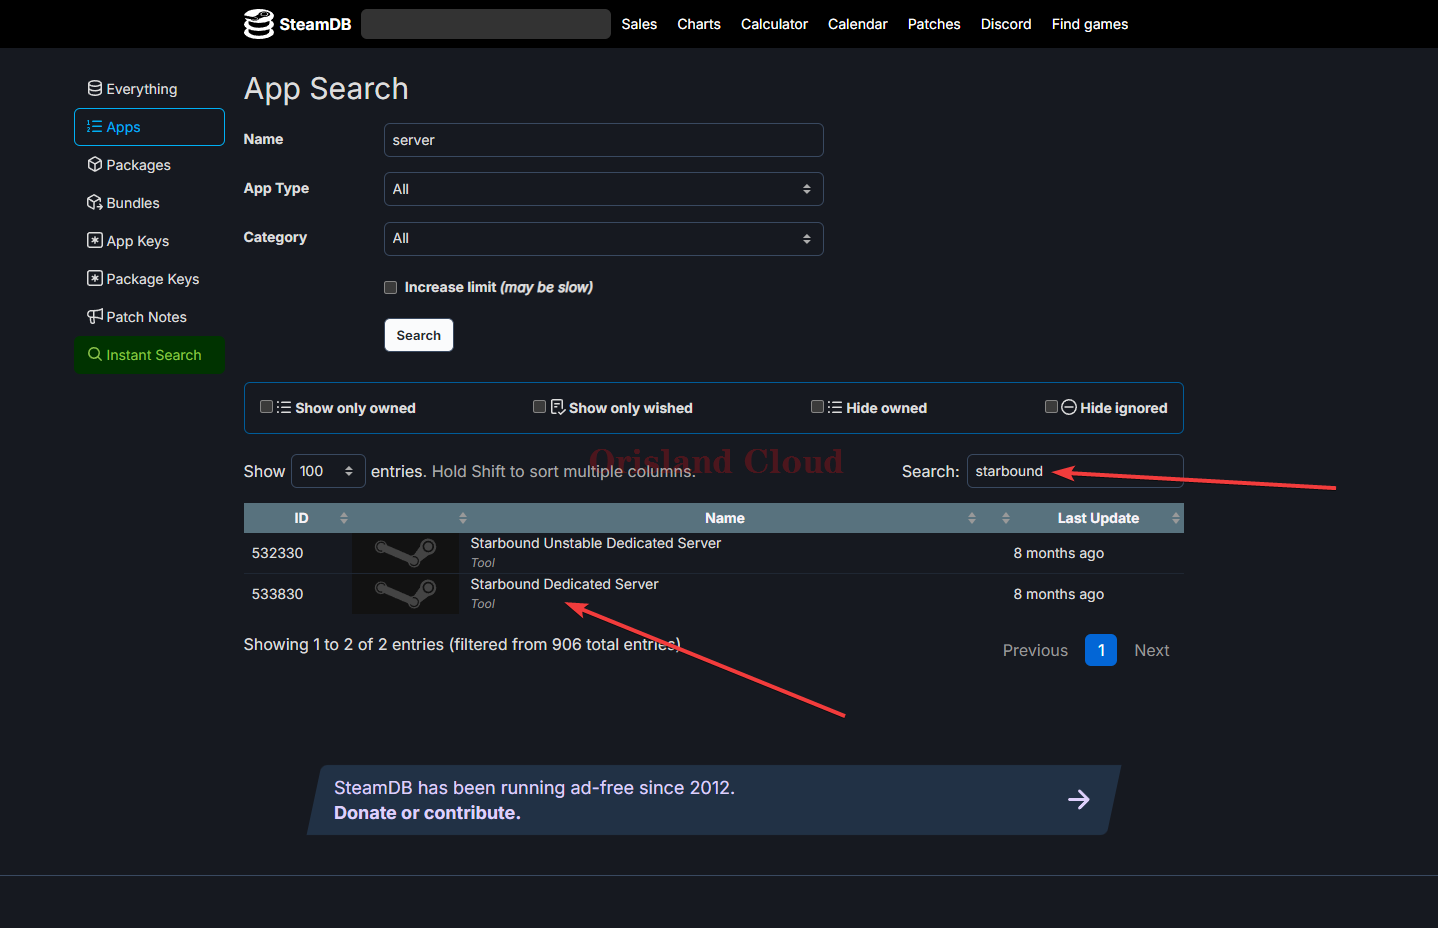 SteamDB
Sales Charts Calculator Calendar Patches Discord Find games
Everything
Apps
Packages
Bundles
App Keys
Package Keys
Patch Notes
Instant Search
App Search
Name server
App Type All
Category All
Increase limit (may be slow)
Search
Show only owned Show only wished Hide owned Hide ignored
Orisland Cloud
Show 100 entries. Hold Shift to sort multiple columns. Search: starbound
ID Name Last Update
532330 Starbound Unstable Dedicated Server 8 months ago
Tool
533830 Starbound Dedicated Server 8 months ago
Tool
Showing 1 to 2 of 2 entries (filtered from 906 total entries)
Previous 1 Next
SteamDB has been running ad-free since 2012.
Donate or contribute.